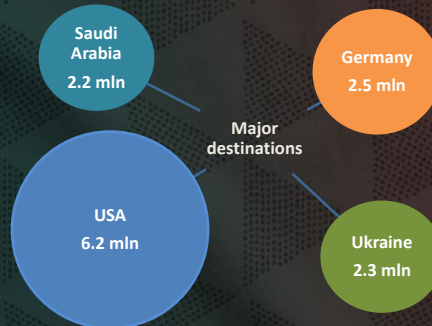 Saudi
Arabia
2.2 mln
Germany
2.5 mln
Major
destinations
USA
6.2 mln
Ukraine
2.3 mln